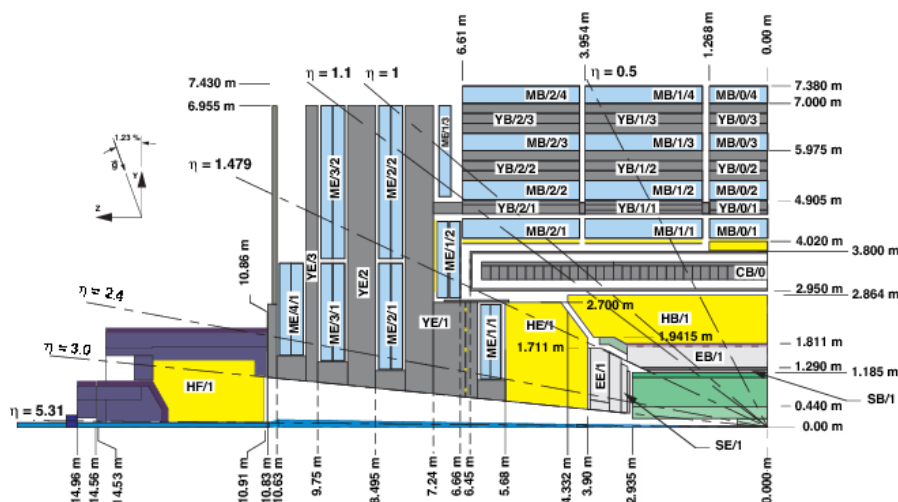 6.61 m
3.954 m
1.268 m
0.00 m
η = 1.1
η = 1
η = 0.5
7.430 m
6.955 m
7.380 m
7.000 m
5.975 m
4.905 m
4.020 m
3.800 m
2.950 m
2.864 m
1.811 m
1.290 m
1.185 m
0.440 m
0.00 m
MB/2/4
MB/1/4
MB/0/4
YB/2/3
YB/1/3
YB/0/3
MB/2/3
MB/1/3
MB/0/3
YB/2/2
YB/1/2
YB/0/2
MB/2/2
MB/1/2
MB/0/2
YB/2/1
YB/1/1
YB/0/1
MB/2/1
MB/1/1
MB/0/1
1.23 %
g
Y
Z
η = 1.479
ME/3/2
ME/2/2
ME/1/3
ME/1/2
YE/3
YE/2
YE/1
ME/4/1
ME/3/1
ME/2/1
ME/1/1
10.86 m
CB/0
η = 2.4
η = 3.0
η = 5.31
HF/1
HE/1
HB/1
2.700 m
1.711 m
1.9415 m
EB/1
EE/1
SB/1
SE/1
14.96 m
14.56 m
14.53 m
10.91 m
10.83 m
10.63 m
9.75 m
8.495 m
7.24 m
6.66 m
6.45 m
5.68 m
4.332 m
3.90 m
2.935 m
0.000 m